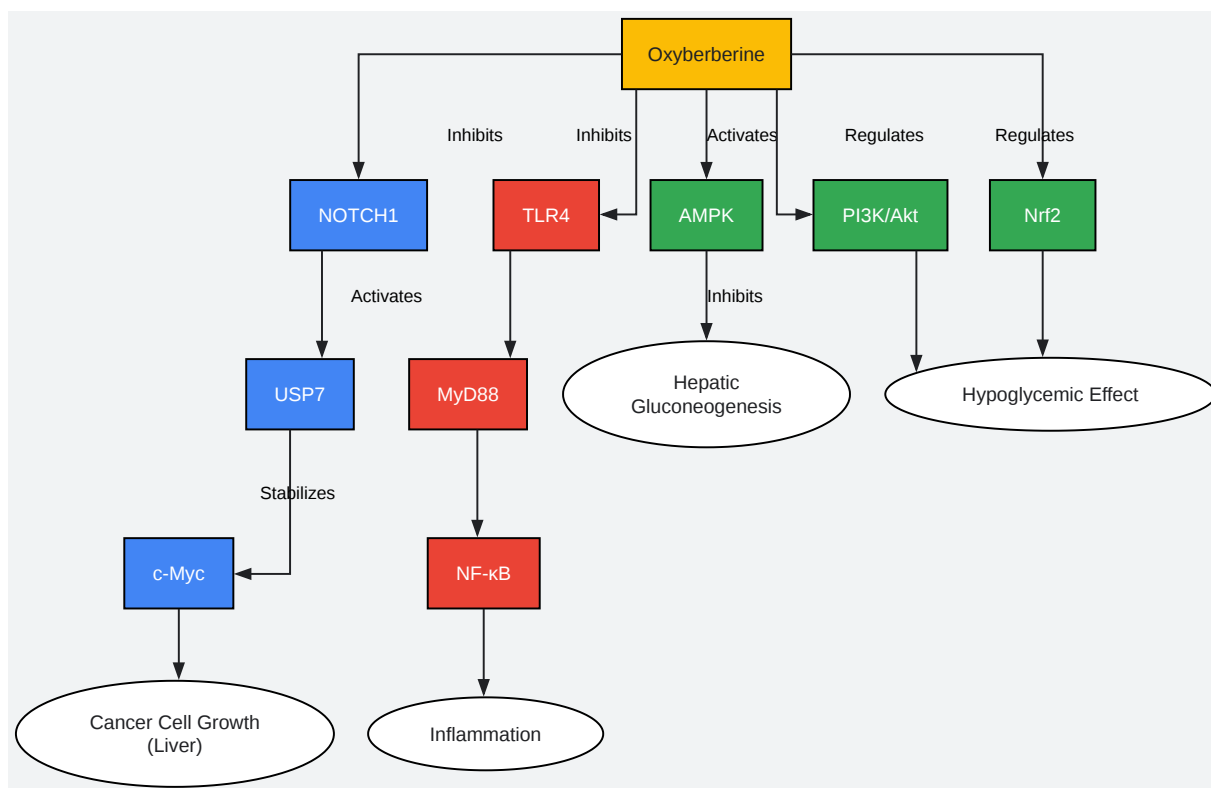 Oxyberberine
Inhibits
Inhibits
Activates
Regulates
Regulates
NOTCH1
TLR4
AMPK
PI3K/Akt
Nrf2
Activates
Inhibits
USP7
MyD88
Hepatic
Gluconeogenesis
Hypoglycemic Effect
Stabilizes
c-Myc
NF-κB
Cancer Cell Growth
(Liver)
Inflammation